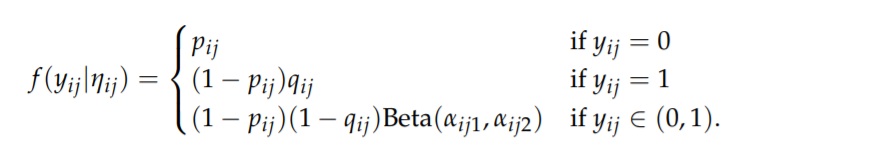 p_{ij} if y_{ij} = 0
f(y_{ij}|η_{ij}) = { (1 − p_{ij})q_{ij} if y_{ij} = 1
(1 − p_{ij})(1 − q_{ij})Beta(α_{ij1}, α_{ij2}) if y_{ij} ∈ (0, 1).